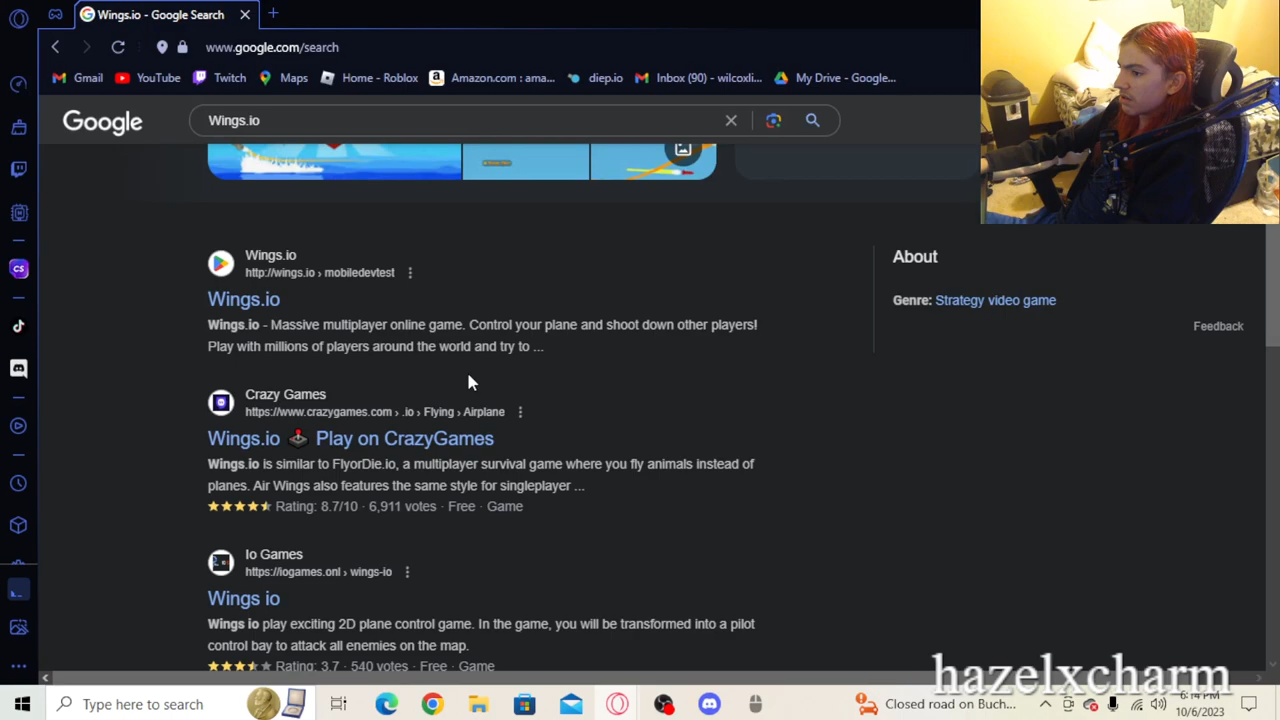 Wings.io - Google Search
www.google.com/search
Gmail
YouTube
Twitch
Maps
Home - Roblox
Amazon.com : ama...
diep.io
Inbox (90) - wilcoxli...
My Drive - Google...
Google
Wings.io
Wings.io
http://wings.io › mobiledevtest
Wings.io
Wings.io - Massive multiplayer online game. Control your plane and shoot down other players!
Play with millions of players around the world and try to ...
About
Genre: Strategy video game
Feedback
Crazy Games
https://www.crazygames.com › .io › Flying › Airplane
Wings.io 🕹️ Play on CrazyGames
Wings.io is similar to FlyorDie.io, a multiplayer survival game where you fly animals instead of
planes. Air Wings also features the same style for singleplayer ...
Rating: 8.7/10 · 6,911 votes · Free · Game
Io Games
https://iogames.onl › wings-io
Wings io
Wings io play exciting 2D plane control game. In the game, you will be transformed into a pilot
control bay to attack all enemies on the map.
Rating: 3.7 · 540 votes · Free · Game
hazelxcharm
CS
Type here to search
Closed road on Buch...
6:14 PM
10/6/2023